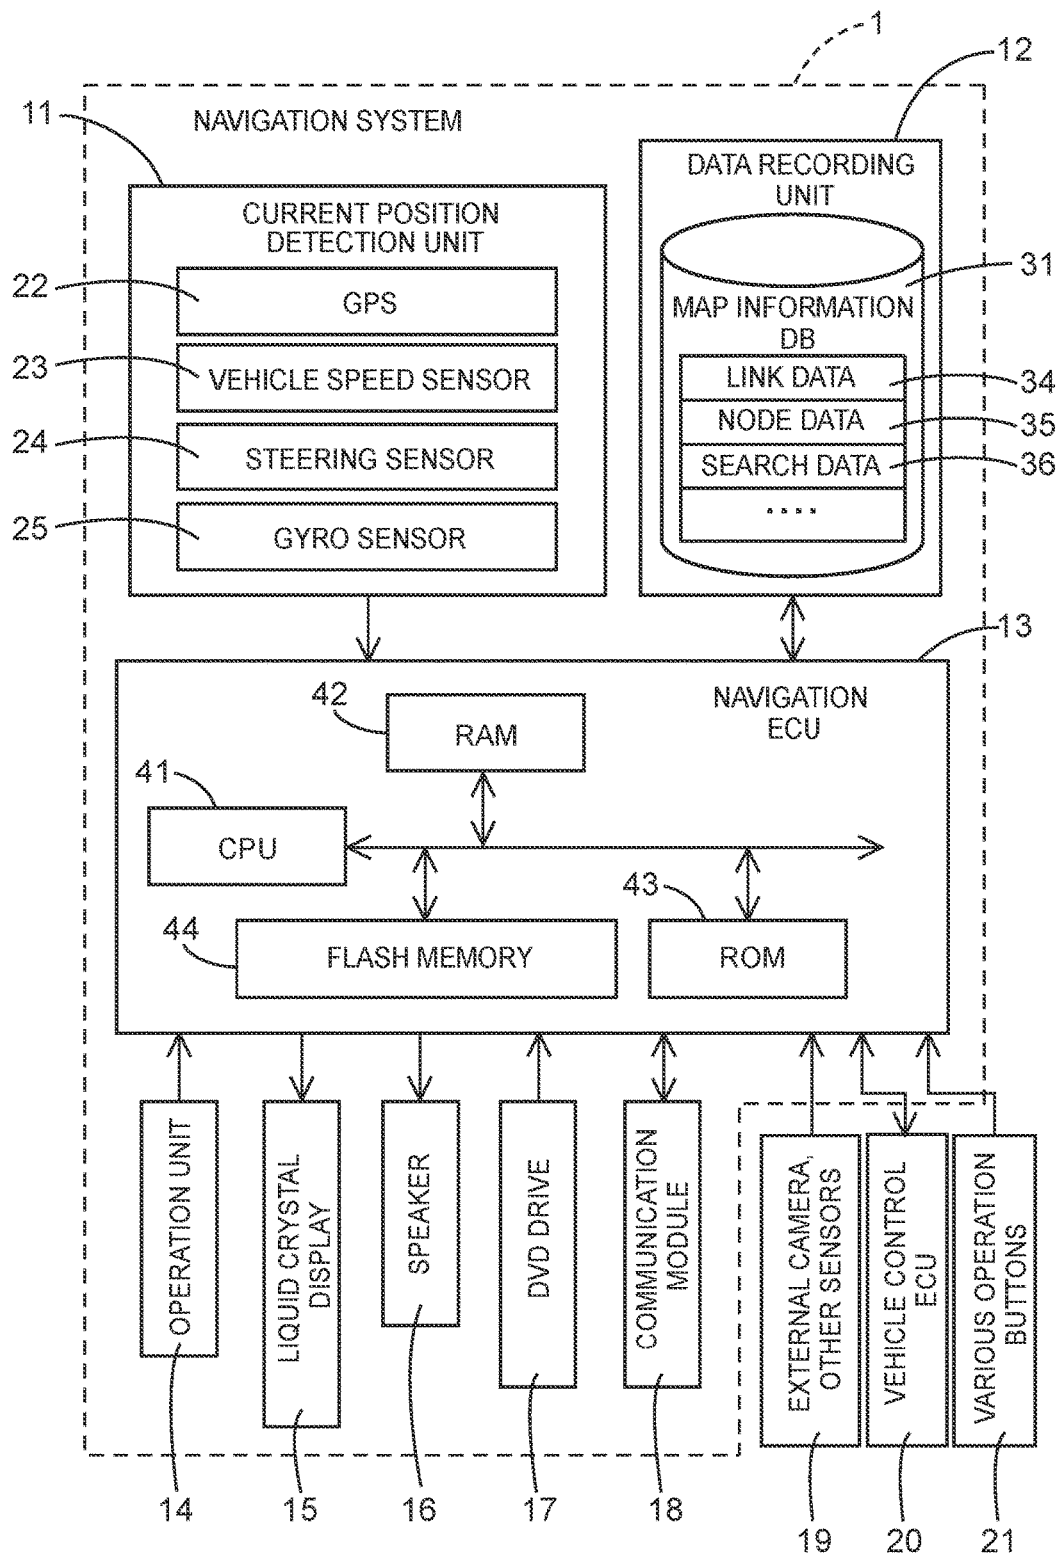 1
12
NAVIGATION SYSTEM
11
DATA RECORDING
UNIT
CURRENT POSITION
DETECTION UNIT
31
22
GPS
MAP INFORMATION
DB
23
VEHICLE SPEED SENSOR
LINK DATA
34
NODE DATA
35
24
STEERING SENSOR
SEARCH DATA
36
....
25
GYRO SENSOR
13
NAVIGATION
ECU
42
RAM
41
CPU
43
44
FLASH MEMORY
ROM
OPERATION UNIT
LIQUID CRYSTAL
DISPLAY
SPEAKER
DVD DRIVE
COMMUNICATION
MODULE
EXTERNAL CAMERA,
OTHER SENSORS
VEHICLE CONTROL
ECU
VARIOUS OPERATION
BUTTONS
14
15
16
17
18
19
20
21